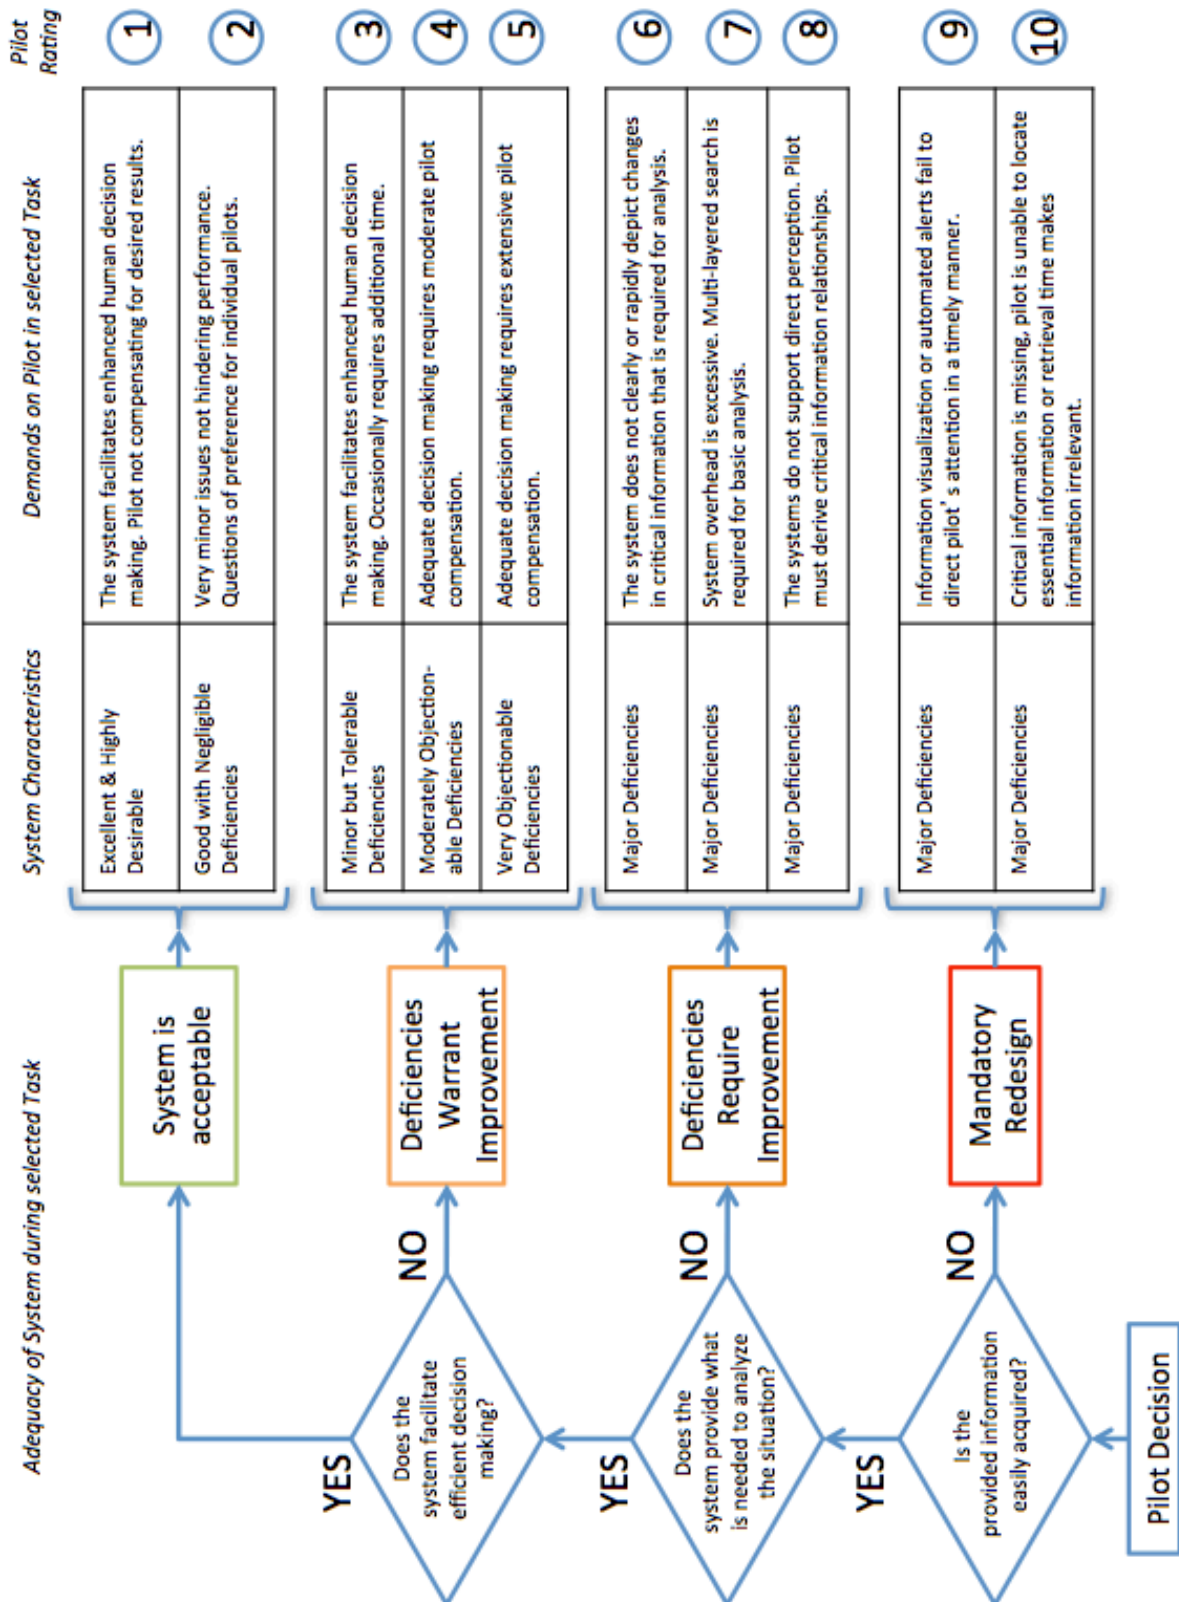 Adequacy of System during selected Task
System Characteristics
Demands on Pilot in selected Task
Pilot
Rating
System is
acceptable
Excellent & Highly
Desirable
The system facilitates enhanced human decision
making. Pilot not compensating for desired results.
1
Good with Negligible
Deficiencies
Very minor issues not hindering performance.
Questions of preference for individual pilots.
2
YES
Does the
system facilitate
efficient decision
making?
NO
Deficiencies
Warrant
Improvement
Minor but Tolerable
Deficiencies
The system facilitates enhanced human decision
making. Occasionally requires additional time.
3
Moderately Objection-
able Deficiencies
Adequate decision making requires moderate pilot
compensation.
4
Very Objectionable
Deficiencies
Adequate decision making requires extensive pilot
compensation.
5
YES
Does the
system provide what
is needed to analyze
the situation?
NO
Deficiencies
Require
Improvement
Major Deficiencies
The system does not clearly or rapidly depict changes
in critical information that is required for analysis.
6
Major Deficiencies
System overhead is excessive. Multi-layered search is
required for basic analysis.
7
Major Deficiencies
The systems do not support direct perception. Pilot
must derive critical information relationships.
8
YES
Is the
provided information
easily acquired?
NO
Mandatory
Redesign
Major Deficiencies
Information visualization or automated alerts fail to
direct pilot's attention in a timely manner.
9
Major Deficiencies
Critical information is missing, pilot is unable to locate
essential information or retrieval time makes
information irrelevant.
10
Pilot Decision